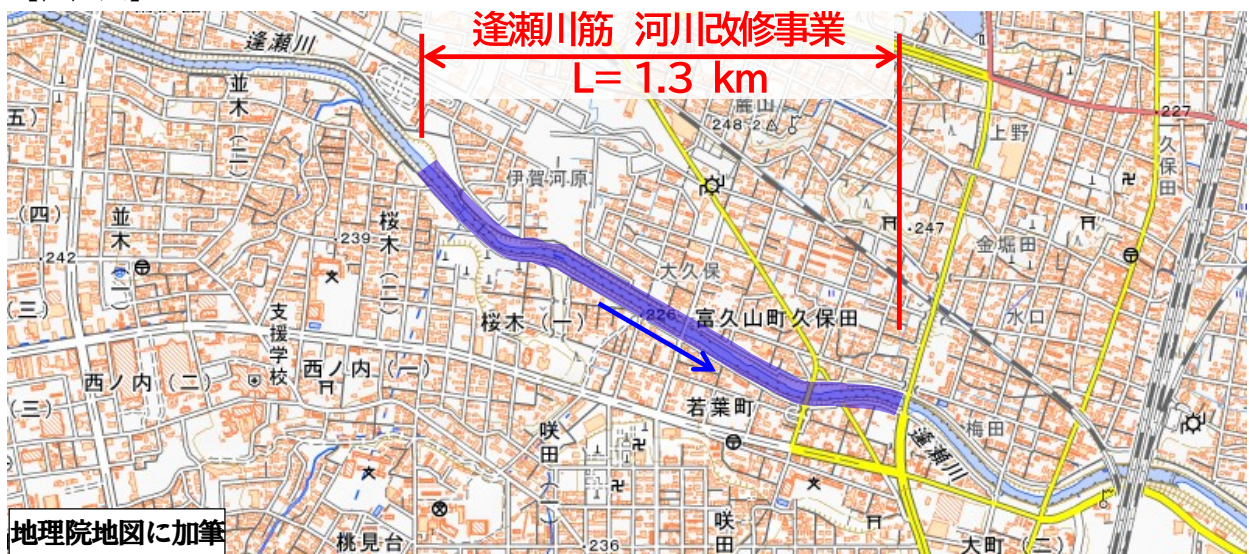 逢瀬川筋 河川改修事業
L= 1.3 km
逢瀬川
並木(三)
五)
麓山
248-2
227
上野
久保田
伊賀河原
(四)
並木(一)
桜木(二)
239
242
247
金堀田
大久保
(三)
支援学校
桜木(一)
226
富久山町久保田
水口
西ノ内(二)
西ノ内(一)
(三)
若葉町
梅田
逢瀬川
咲田(二)
咲田
地理院地図に加筆
桃見台
236
大町(二)